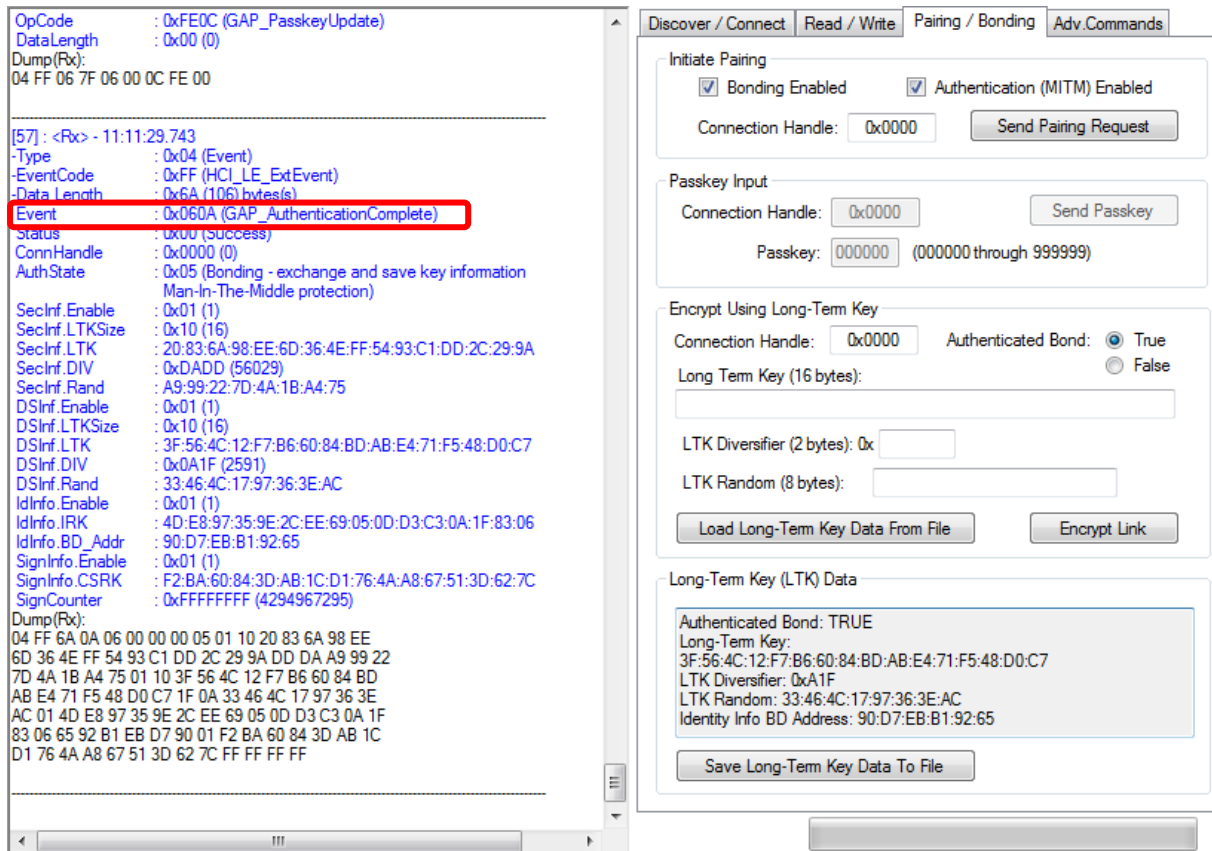 OpCode : 0xFE0C (GAP_PasskeyUpdate)
DataLength : 0x00 (0)
Dump(Rx):
04 FF 06 7F 06 00 0C FE 00
[57] : <Rx> - 11:11:29.743
-Type : 0x04 (Event)
-EventCode : 0xFF (HCI_LE_ExtEvent)
-Data Length : 0x6A (106) bytes(s)
Event : 0x060A (GAP_AuthenticationComplete)
Status : 0x00 (Success)
ConnHandle : 0x0000 (0)
AuthState : 0x05 (Bonding - exchange and save key information
Man-In-The-Middle protection)
SecInf.Enable : 0x01 (1)
SecInf.LTKSize : 0x10 (16)
SecInf.LTK : 20:83:6A:98:EE:6D:36:4E:FF:54:93:C1:DD:2C:29:9A
SecInf.DIV : 0xDADD (56029)
SecInf.Rand : A9:99:22:7D:4A:1B:A4:75
DSInf.Enable : 0x01 (1)
DSInf.LTKSize : 0x10 (16)
DSInf.LTK : 3F:56:4C:12:F7:B6:60:84:BD:AB:E4:71:F5:48:D0:C7
DSInf.DIV : 0x0A1F (2591)
DSInf.Rand : 33:46:4C:17:97:36:3E:AC
IdInfo.Enable : 0x01 (1)
IdInfo.IRK : 4D:E8:97:35:9E:2C:EE:69:05:0D:D3:C3:0A:1F:83:06
IdInfo.BD_Addr : 90:D7:EB:B1:92:65
SignInfo.Enable : 0x01 (1)
SignInfo.CSRK : F2:BA:60:84:3D:AB:1C:D1:76:4A:A8:67:51:3D:62:7C
SignCounter : 0xFFFFFFFF (4294967295)
Dump(Rx):
04 FF 6A 0A 06 00 00 00 05 01 10 20 83 6A 98 EE
6D 36 4E FF 54 93 C1 DD 2C 29 9A DD DA A9 99 22
7D 4A 1B A4 75 01 10 3F 56 4C 12 F7 B6 60 84 BD
AB E4 71 F5 48 D0 C7 1F 0A 33 46 4C 17 97 36 3E
AC 01 4D E8 97 35 9E 2C EE 69 05 0D D3 C3 0A 1F
83 06 65 92 B1 EB D7 90 01 F2 BA 60 84 3D AB 1C
D1 76 4A A8 67 51 3D 62 7C FF FF FF FF
Discover / Connect Read / Write Pairing / Bonding Adv.Commands
Initiate Pairing
Bonding Enabled Authentication (MITM) Enabled
Connection Handle: 0x0000 Send Pairing Request
Passkey Input
Connection Handle: 0x0000 Send Passkey
Passkey: 000000 (000000 through 999999)
Encrypt Using Long-Term Key
Connection Handle: 0x0000 Authenticated Bond: True
False
Long Term Key (16 bytes):
LTK Diversifier (2 bytes): 0x
LTK Random (8 bytes):
Load Long-Term Key Data From File Encrypt Link
Long-Term Key (LTK) Data
Authenticated Bond: TRUE
Long-Term Key:
3F:56:4C:12:F7:B6:60:84:BD:AB:E4:71:F5:48:D0:C7
LTK Diversifier: 0xA1F
LTK Random: 33:46:4C:17:97:36:3E:AC
Identity Info BD Address: 90:D7:EB:B1:92:65
Save Long-Term Key Data To File